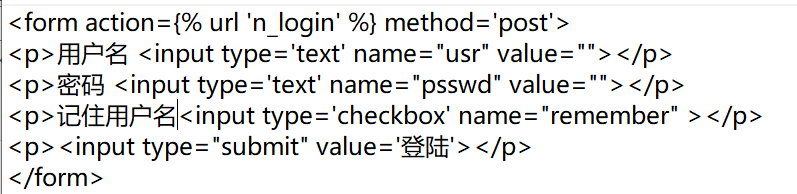 <form action={% url 'n_login' %} method='post'>
<p>用户名 <input type='text' name="usr" value=""></p>
<p>密码 <input type='text' name="psswd" value=""></p>
<p>记住用户名<input type='checkbox' name="remember" ></p>
<p><input type="submit" value='登陆'></p>
</form>